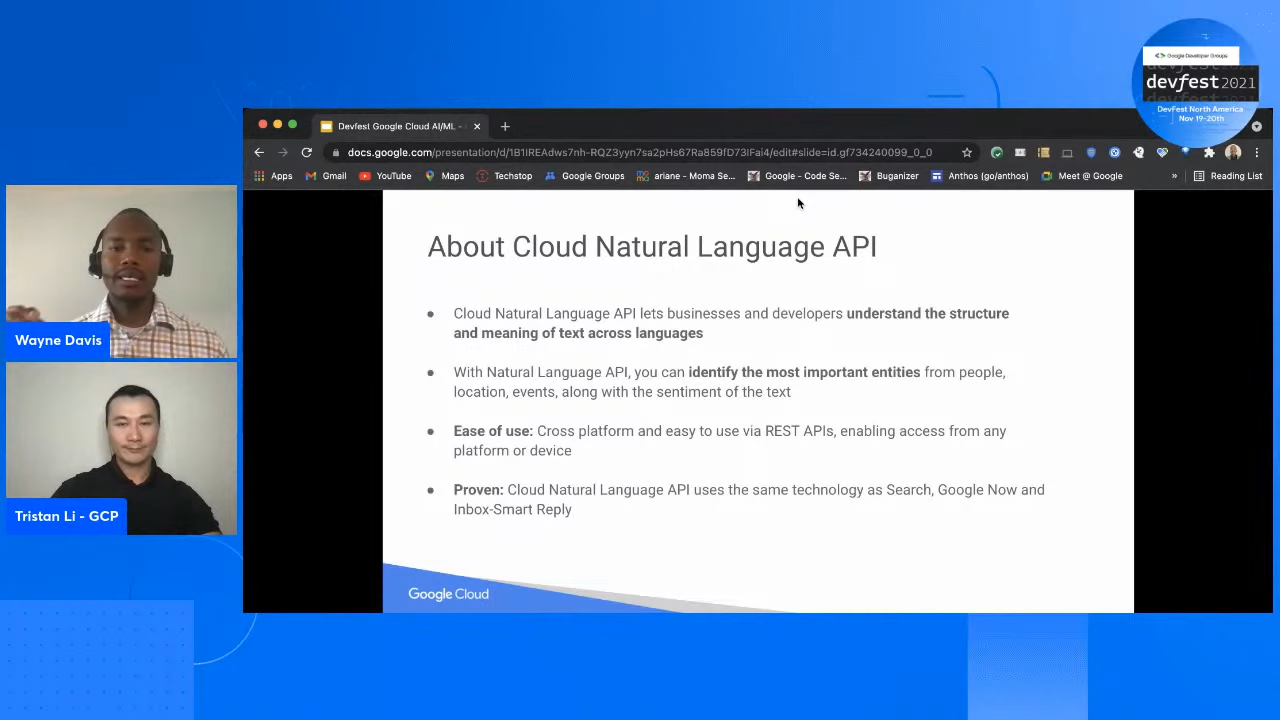 Google Developer Groups
devfest 2021
DevFest North America
Nov 19-20th
Devfest Google Cloud AI/ML -
docs.google.com/presentation/d/1B1IREAdws7nh-RQZ3yyn7sa2pHs67Ra859fD73IFai4/edit#slide=id.gf734240099_0_0
Apps Gmail YouTube Maps Techstop Google Groups ariane - Moma Se... Google - Code Se... Buganizer Anthos (go/anthos) Meet @ Google » Reading List
About Cloud Natural Language API
Cloud Natural Language API lets businesses and developers understand the structure
and meaning of text across languages
With Natural Language API, you can identify the most important entities from people,
location, events, along with the sentiment of the text
Ease of use: Cross platform and easy to use via REST APIs, enabling access from any
platform or device
Proven: Cloud Natural Language API uses the same technology as Search, Google Now and
Inbox-Smart Reply
Google Cloud
Wayne Davis
Tristan Li - GCP